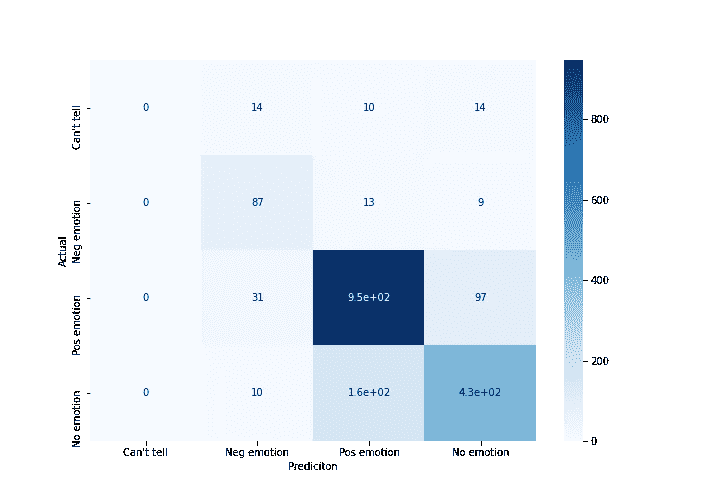 Can't tell
0 14 10 14
Neg emotion
0 87 13 9
Actual
Pos emotion
0 31 9.5e+02 97
No emotion
0 10 1.6e+02 4.3e+02
Can't tell Neg emotion Pos emotion No emotion
Prediciton
800
600
400
200
0